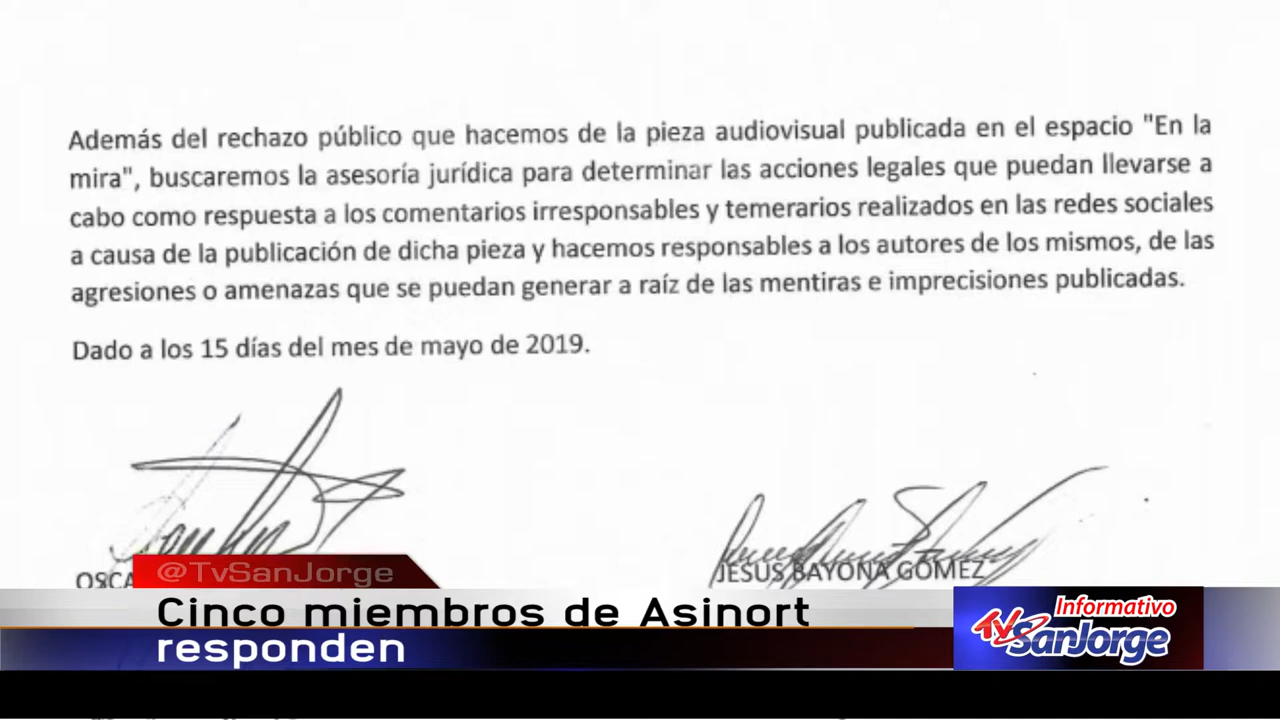 Además del rechazo público que hacemos de la pieza audiovisual publicada en el espacio "En la
mira", buscaremos la asesoría jurídica para determinar las acciones legales que puedan llevarse a
cabo como respuesta a los comentarios irresponsables y temerarios realizados en las redes sociales
a causa de la publicación de dicha pieza y hacemos responsables a los autores de los mismos, de las
agresiones o amenazas que se puedan generar a raíz de las mentiras e imprecisiones publicadas.
Dado a los 15 días del mes de mayo de 2019.
JESUS BAYONA GOMEZ
@TvSanJorge
Cinco miembros de Asinort
responden
Informativo
Tv SanJorge